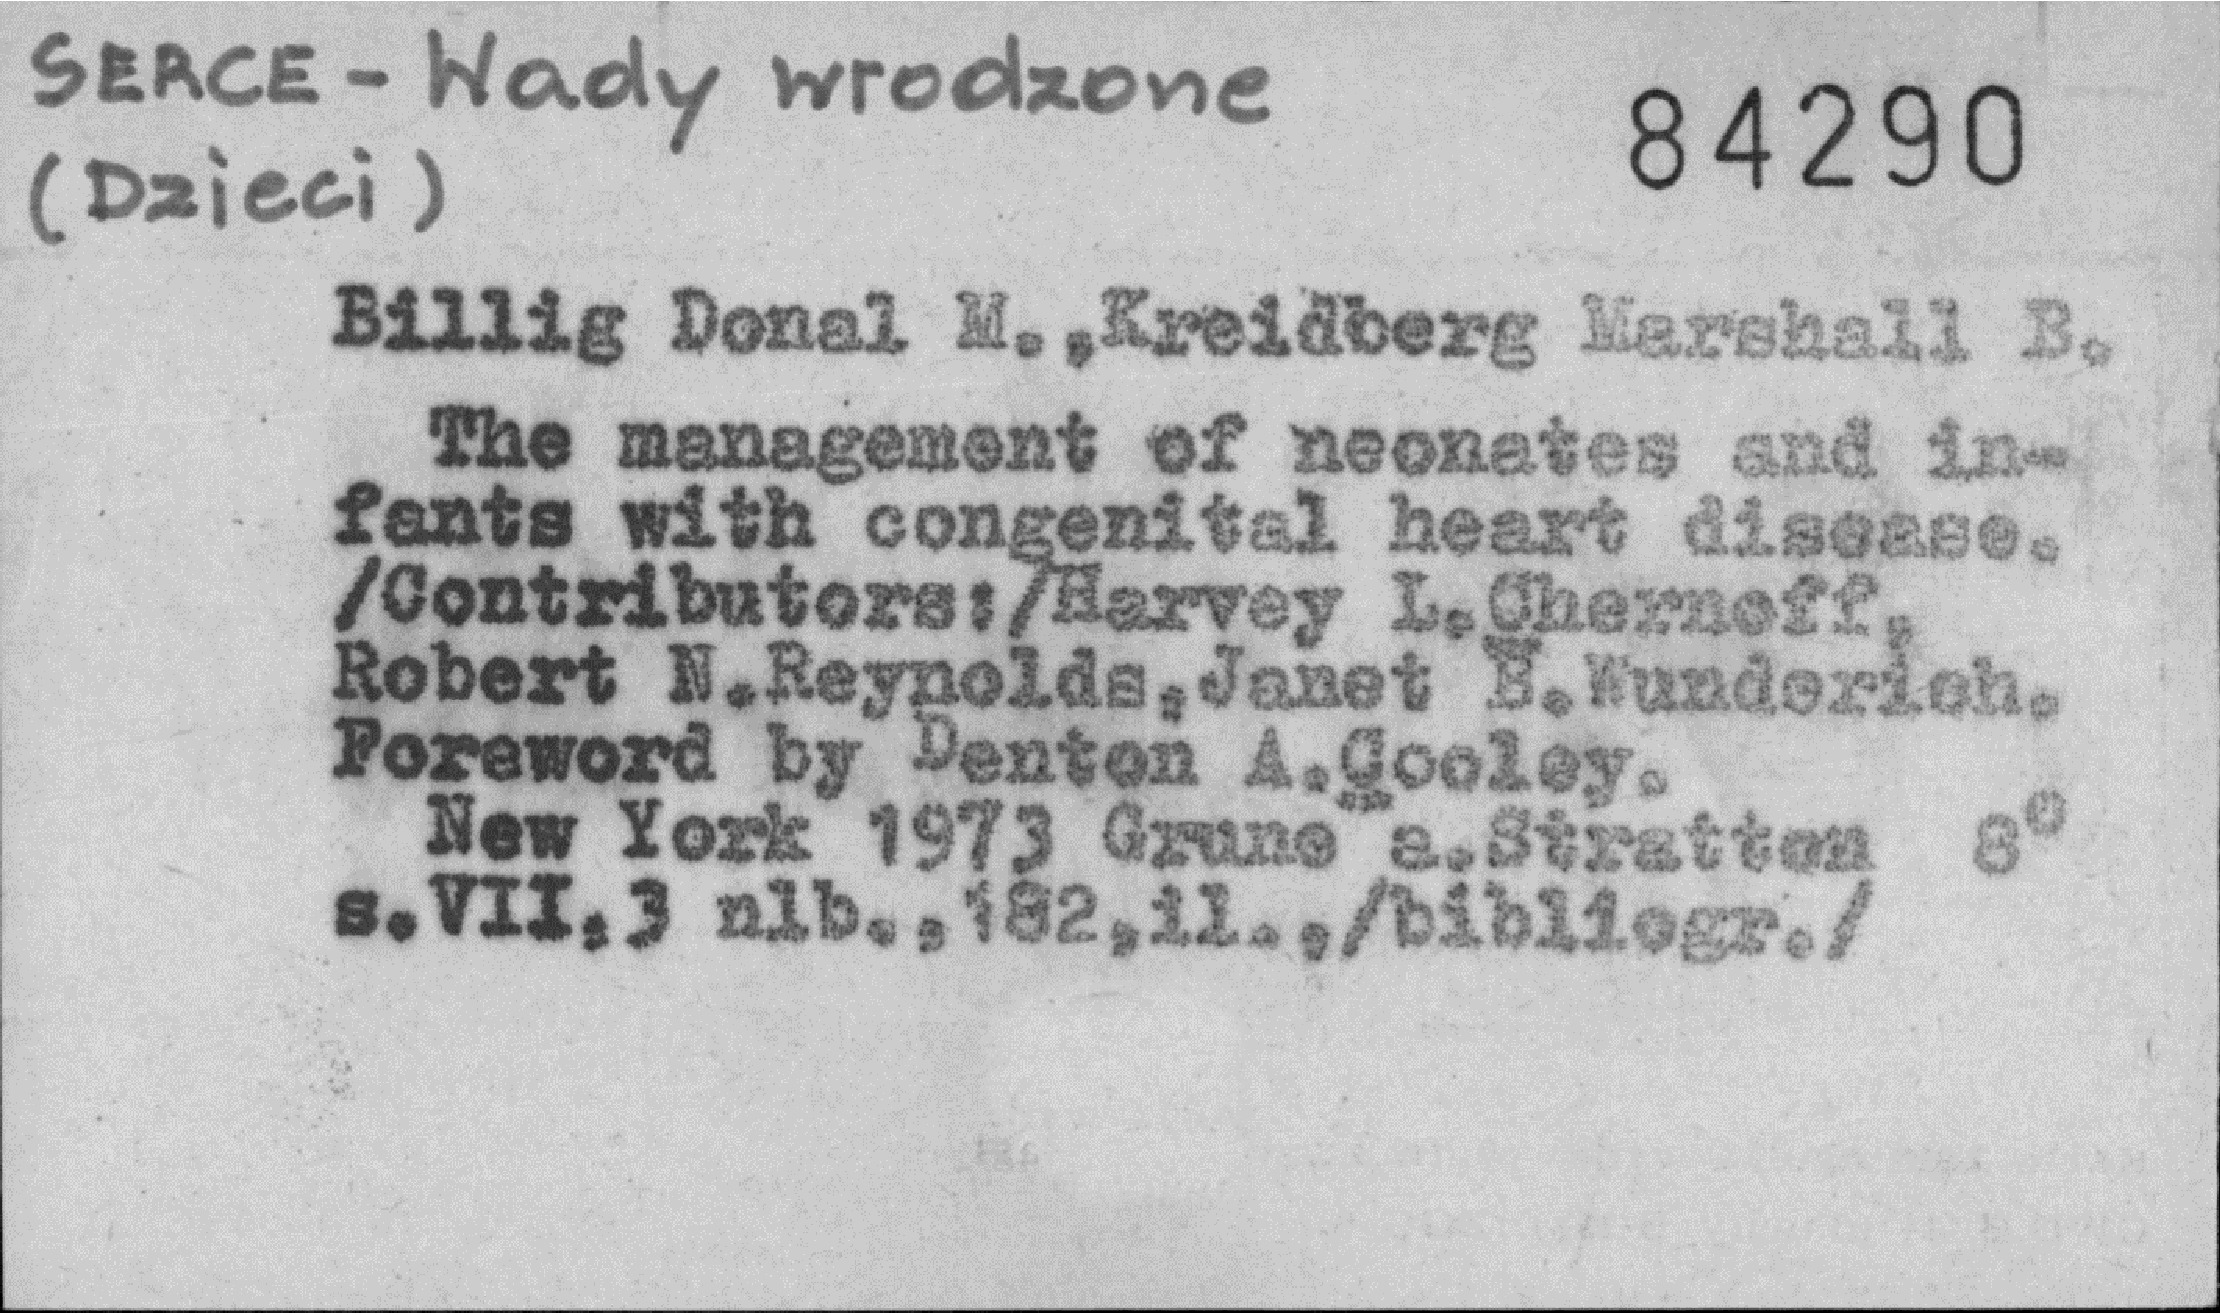 SERCE - Wady wrodzone
(Dzieci)
84290
Billig Donal M.,Kreidberg Marshall B.
The management of neonates and in-
fants with congenital heart disease.
/Contributors:/Harvey L.Chernoff,
Robert N.Reynolds,Janet H.Wunderich.
Foreword by Denton A.Cooley.
New York 1973 Grune a.Stratton 8°
s.VII,3 nlb.,182,il.,/bibliogr./